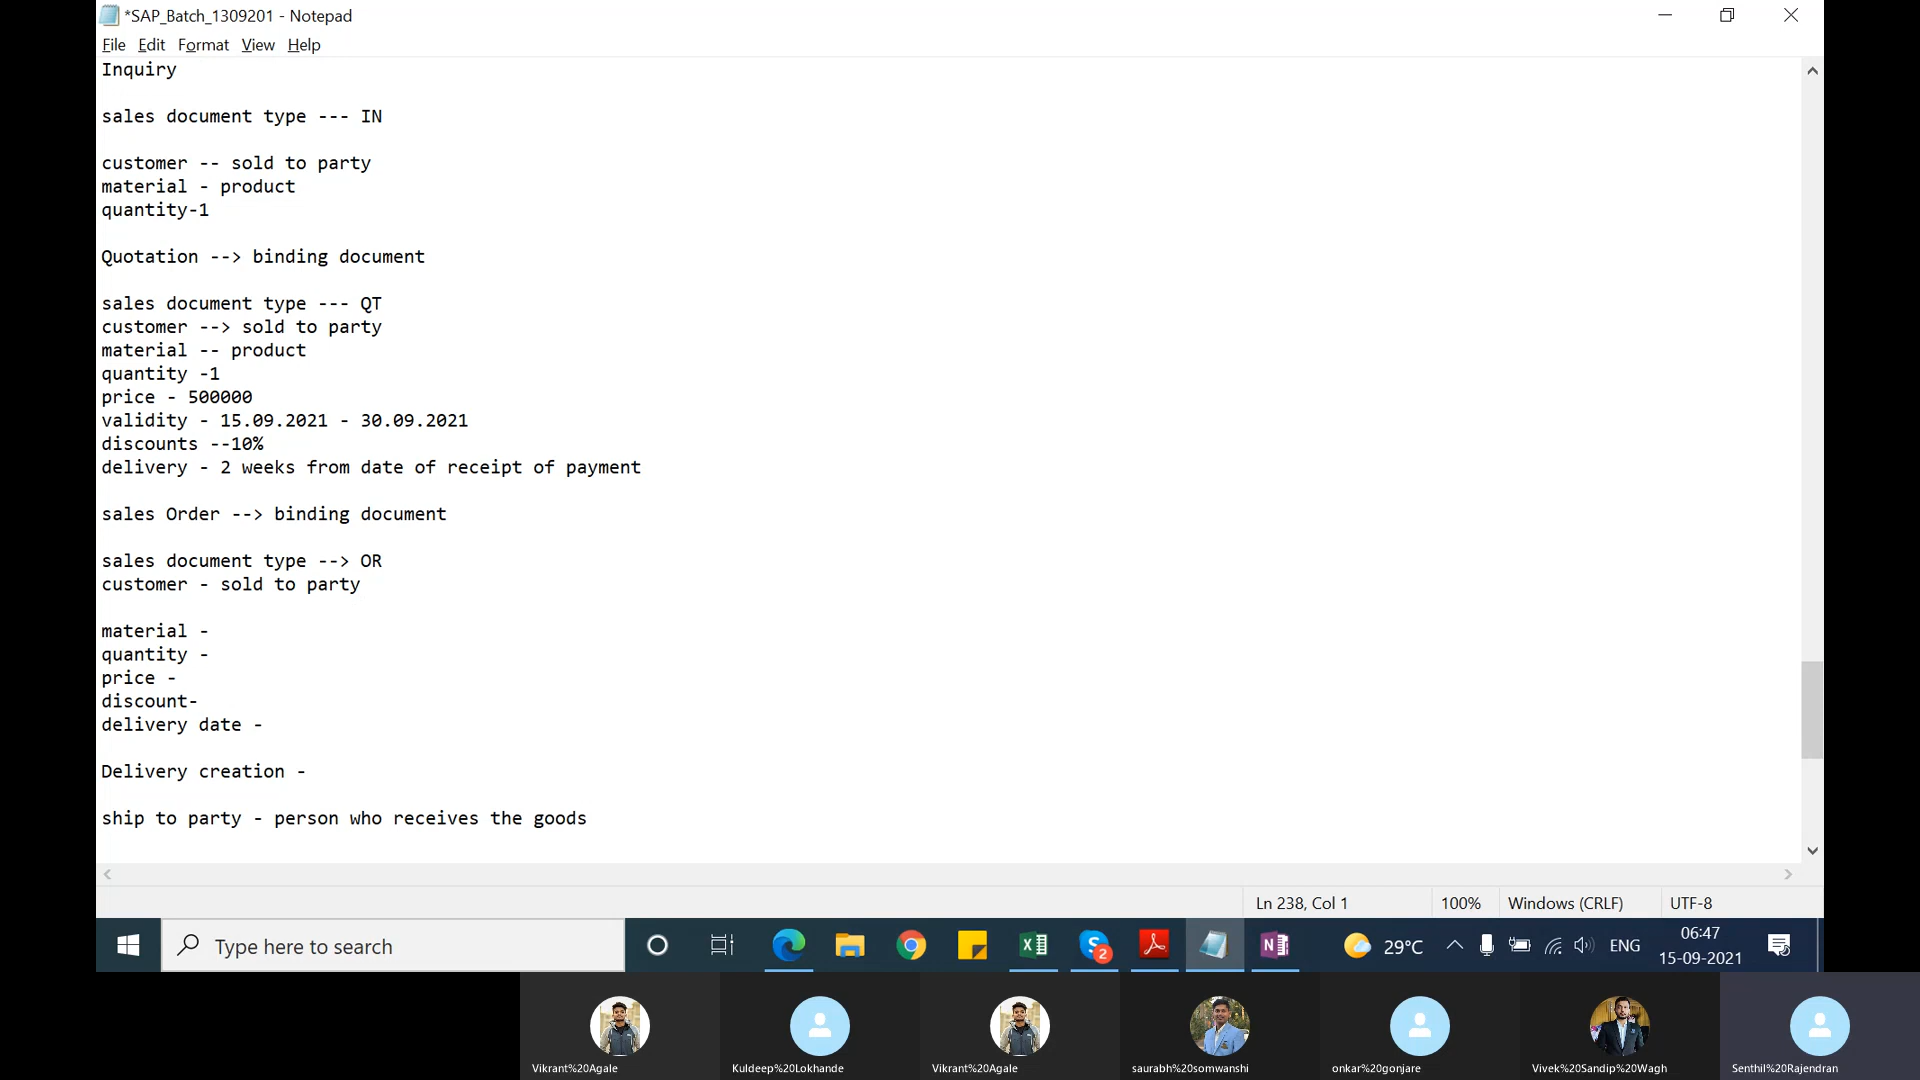 *SAP_Batch_1309201 - Notepad
File Edit Format View Help
Inquiry
sales document type --- IN
customer -- sold to party
material - product
quantity-1
Quotation --> binding document
sales document type --- QT
customer --> sold to party
material -- product
quantity -1
price - 500000
validity - 15.09.2021 - 30.09.2021
discounts --10%
delivery - 2 weeks from date of receipt of payment
sales Order --> binding document
sales document type --> OR
customer - sold to party
material -
quantity -
price -
discount-
delivery date -
Delivery creation -
ship to party - person who receives the goods
Ln 238, Col 1 100% Windows (CRLF) UTF-8
Type here to search
2
29°C
ENG
06:47
15-09-2021
Vikrant%20Agale
Kuldeep%20Lokhande
Vikrant%20Agale
saurabh%20somwanshi
onkar%20gonjare
Vivek%20Sandip%20Wagh
Senthil%20Rajendran